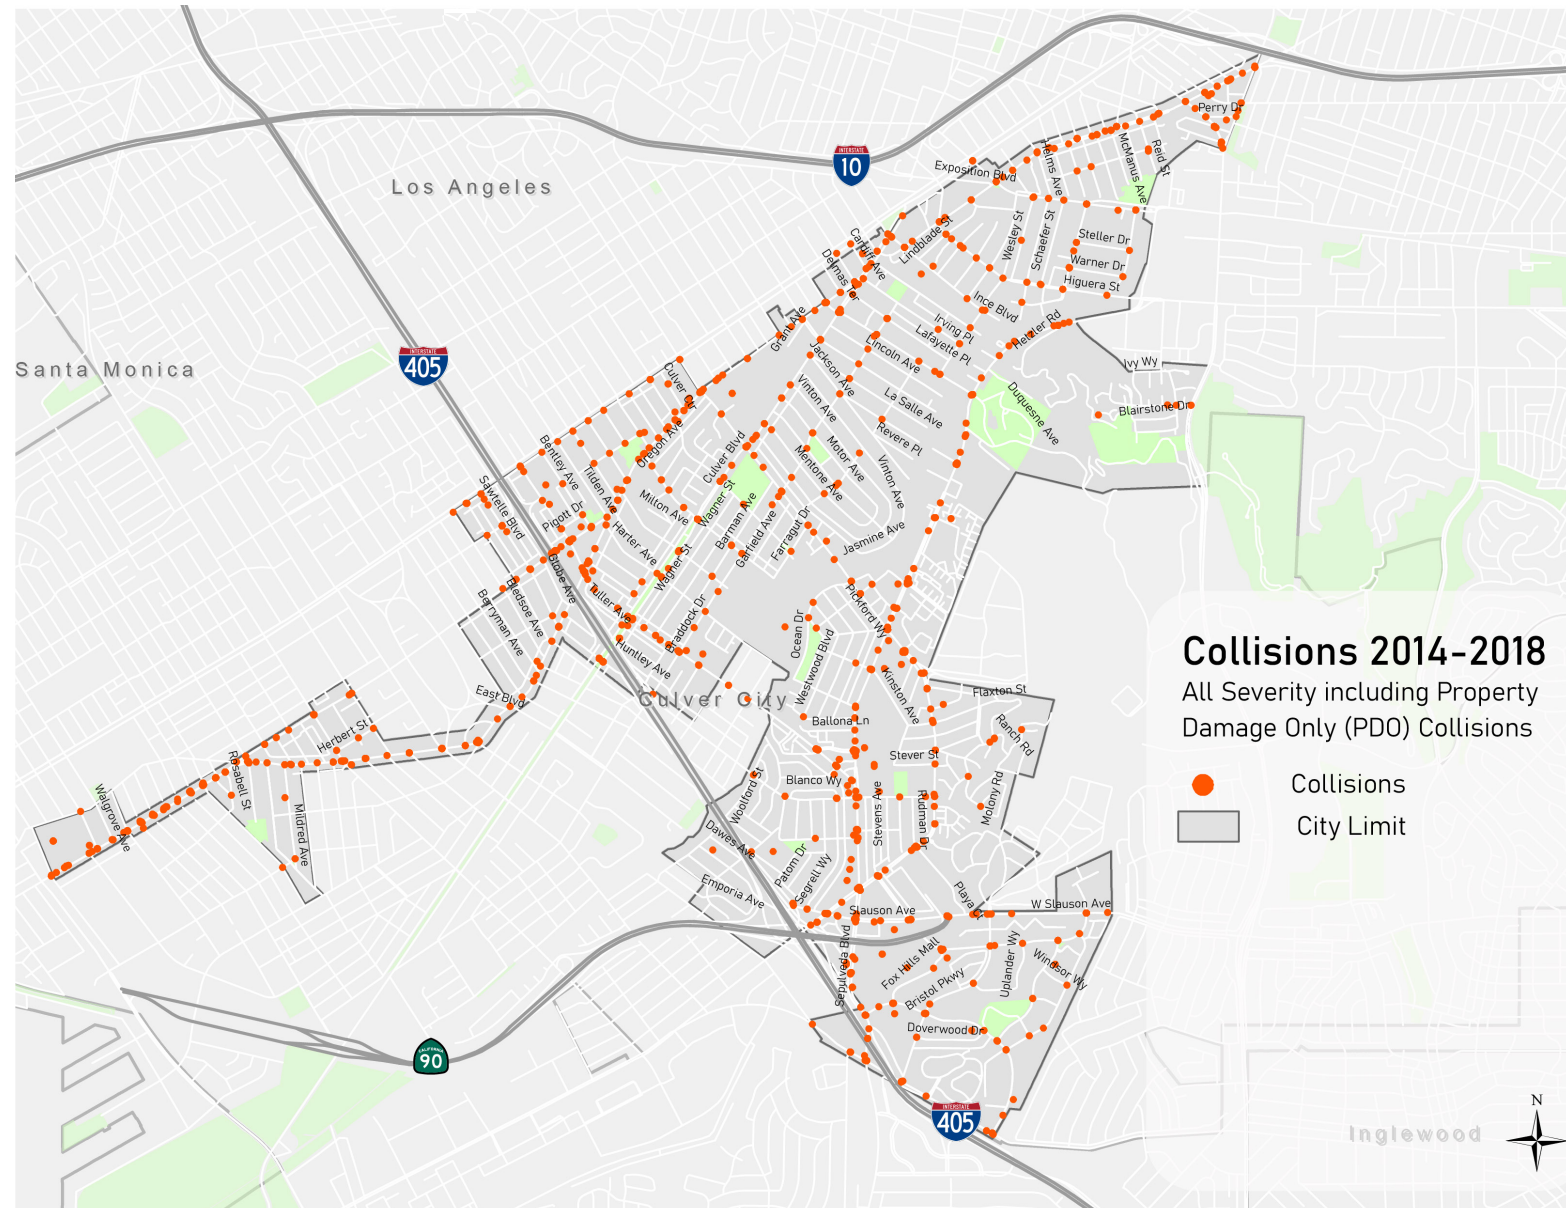 Perry Dr
INTERSTATE
10
Exposition Blvd
Helms Ave
McManus Ave
Reid St
Los Angeles
Cardiff Ave
Lindblade St
Wesley St
Schaefer St
Steller Dr
Delmas Ter
Warner Dr
Higuera St
Ince Blvd
Grant Ave
Irving Pl
Lafayette Pl
Hetzler Rd
INTERSTATE
405
Santa Monica
Jackson Ave
Lincoln Ave
Ivy Wy
Culver Ctr
Vinton Ave
La Salle Ave
Duquesne Ave
Blairstone Dr
Revere Pl
Oregon Ave
Culver Blvd
Bentley Ave
Motor Ave
Mentone Ave
Vinton Ave
Tilden Ave
Sawtelle Blvd
Milton Ave
Wagner St
Pigott Dr
Barman Ave
Garfield Ave
Farragut Dr
Jasmine Ave
Harter Ave
Wagner St
Globe Ave
Bledsoe Ave
Berryman Ave
Tuller Ave
Braddock Dr
Pickford Wy
Ocean Dr
Westwood Blvd
Huntley Ave
East Blvd
Culver City
Kinston Ave
Flaxton St
Ranch Rd
Ballona Ln
Herbert St
Stever St
Rosabell St
Blanco Wy
Woolford St
Stevens Ave
Rudman Dr
Molony Rd
Walgrove Ave
Mildred Ave
Dawes Ave
Patom Dr
Segrell Wy
Emporia Ave
Playa Ct
Slauson Ave
W Slauson Ave
Sepulveda Blvd
Fox Hills Mall
Uplander Wy
Windsor Wy
Bristol Pkwy
Doverwood Dr
CALIFORNIA
90
INTERSTATE
405
Inglewood
N
Collisions 2014-2018
All Severity including Property
Damage Only (PDO) Collisions
Collisions
City Limit